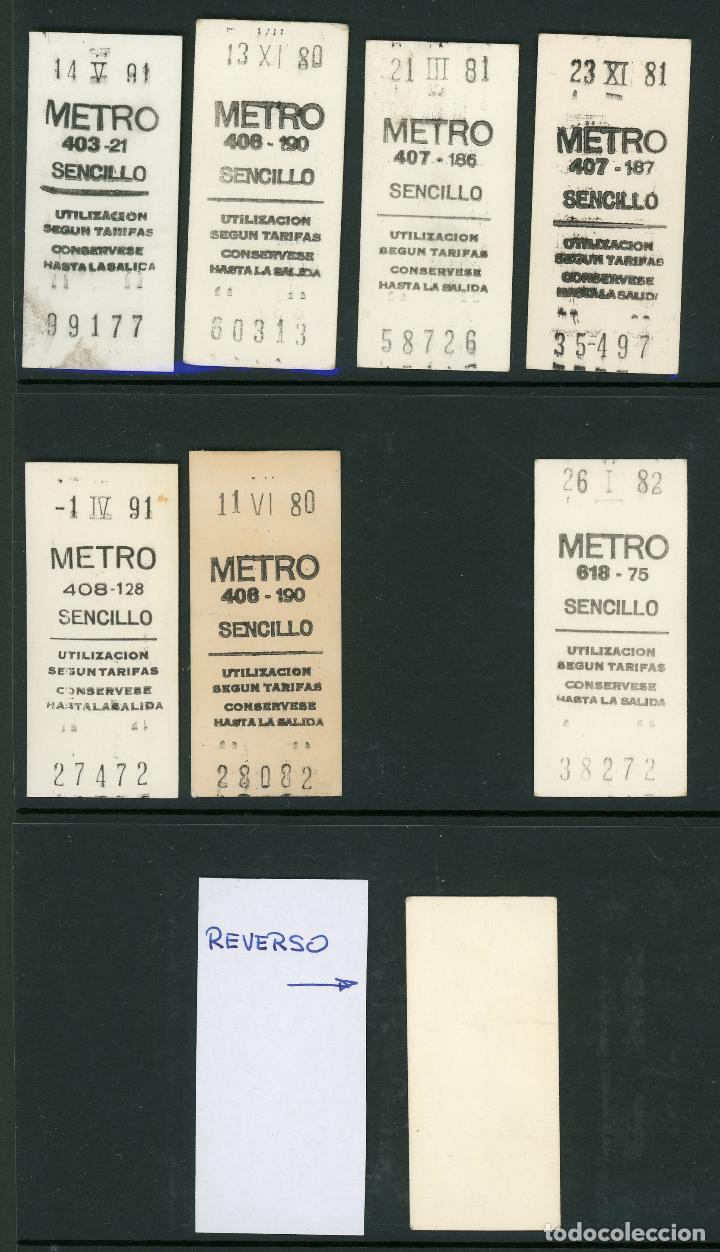 14 V 91
METRO
403-21
SENCILLO
UTILIZACION
SEGUN TARIFAS
CONSERVESE
HASTA LA SALIDA
99177
13 XI 80
METRO
406-190
SENCILLO
UTILIZACION
SEGUN TARIFAS
CONSERVESE
HASTA LA SALIDA
60313
21 III 81
METRO
407-186
SENCILLO
UTILIZACION
SEGUN TARIFAS
CONSERVESE
HASTA LA SALIDA
58726
23 XI 81
METRO
407-187
SENCILLO
UTILIZACION
SEGUN TARIFAS
CONSERVESE
HASTA LA SALIDA
35-497
-1 IV 91
METRO
408-128
SENCILLO
UTILIZACION
SEGUN TARIFAS
CONSERVESE
HASTA LA SALIDA
27472
11 VI 80
METRO
406-190
SENCILLO
UTILIZACION
SEGUN TARIFAS
CONSERVESE
HASTA LA SALIDA
28082
26 I 82
METRO
618-75
SENCILLO
UTILIZACION
SEGUN TARIFAS
CONSERVESE
HASTA LA SALIDA
38272
REVERSO
todocoleccion